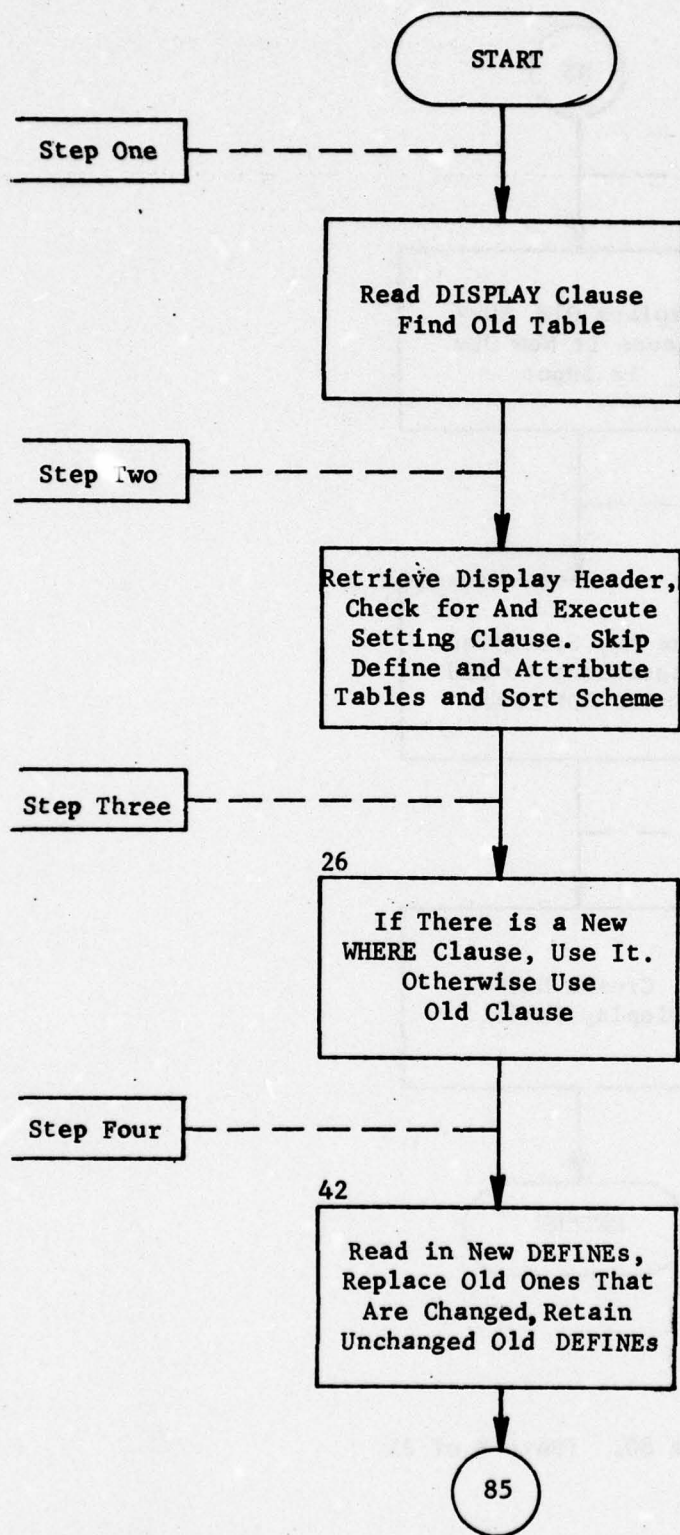 START
Step One
Read DISPLAY Clause
Find Old Table
Step Two
Retrieve Display Header,
Check for And Execute
Setting Clause. Skip
Define and Attribute
Tables and Sort Scheme
Step Three
26
If There is a New
WHERE Clause, Use It.
Otherwise Use
Old Clause
Step Four
42
Read in New DEFINEs,
Replace Old Ones That
Are Changed, Retain
Unchanged Old DEFINEs
85